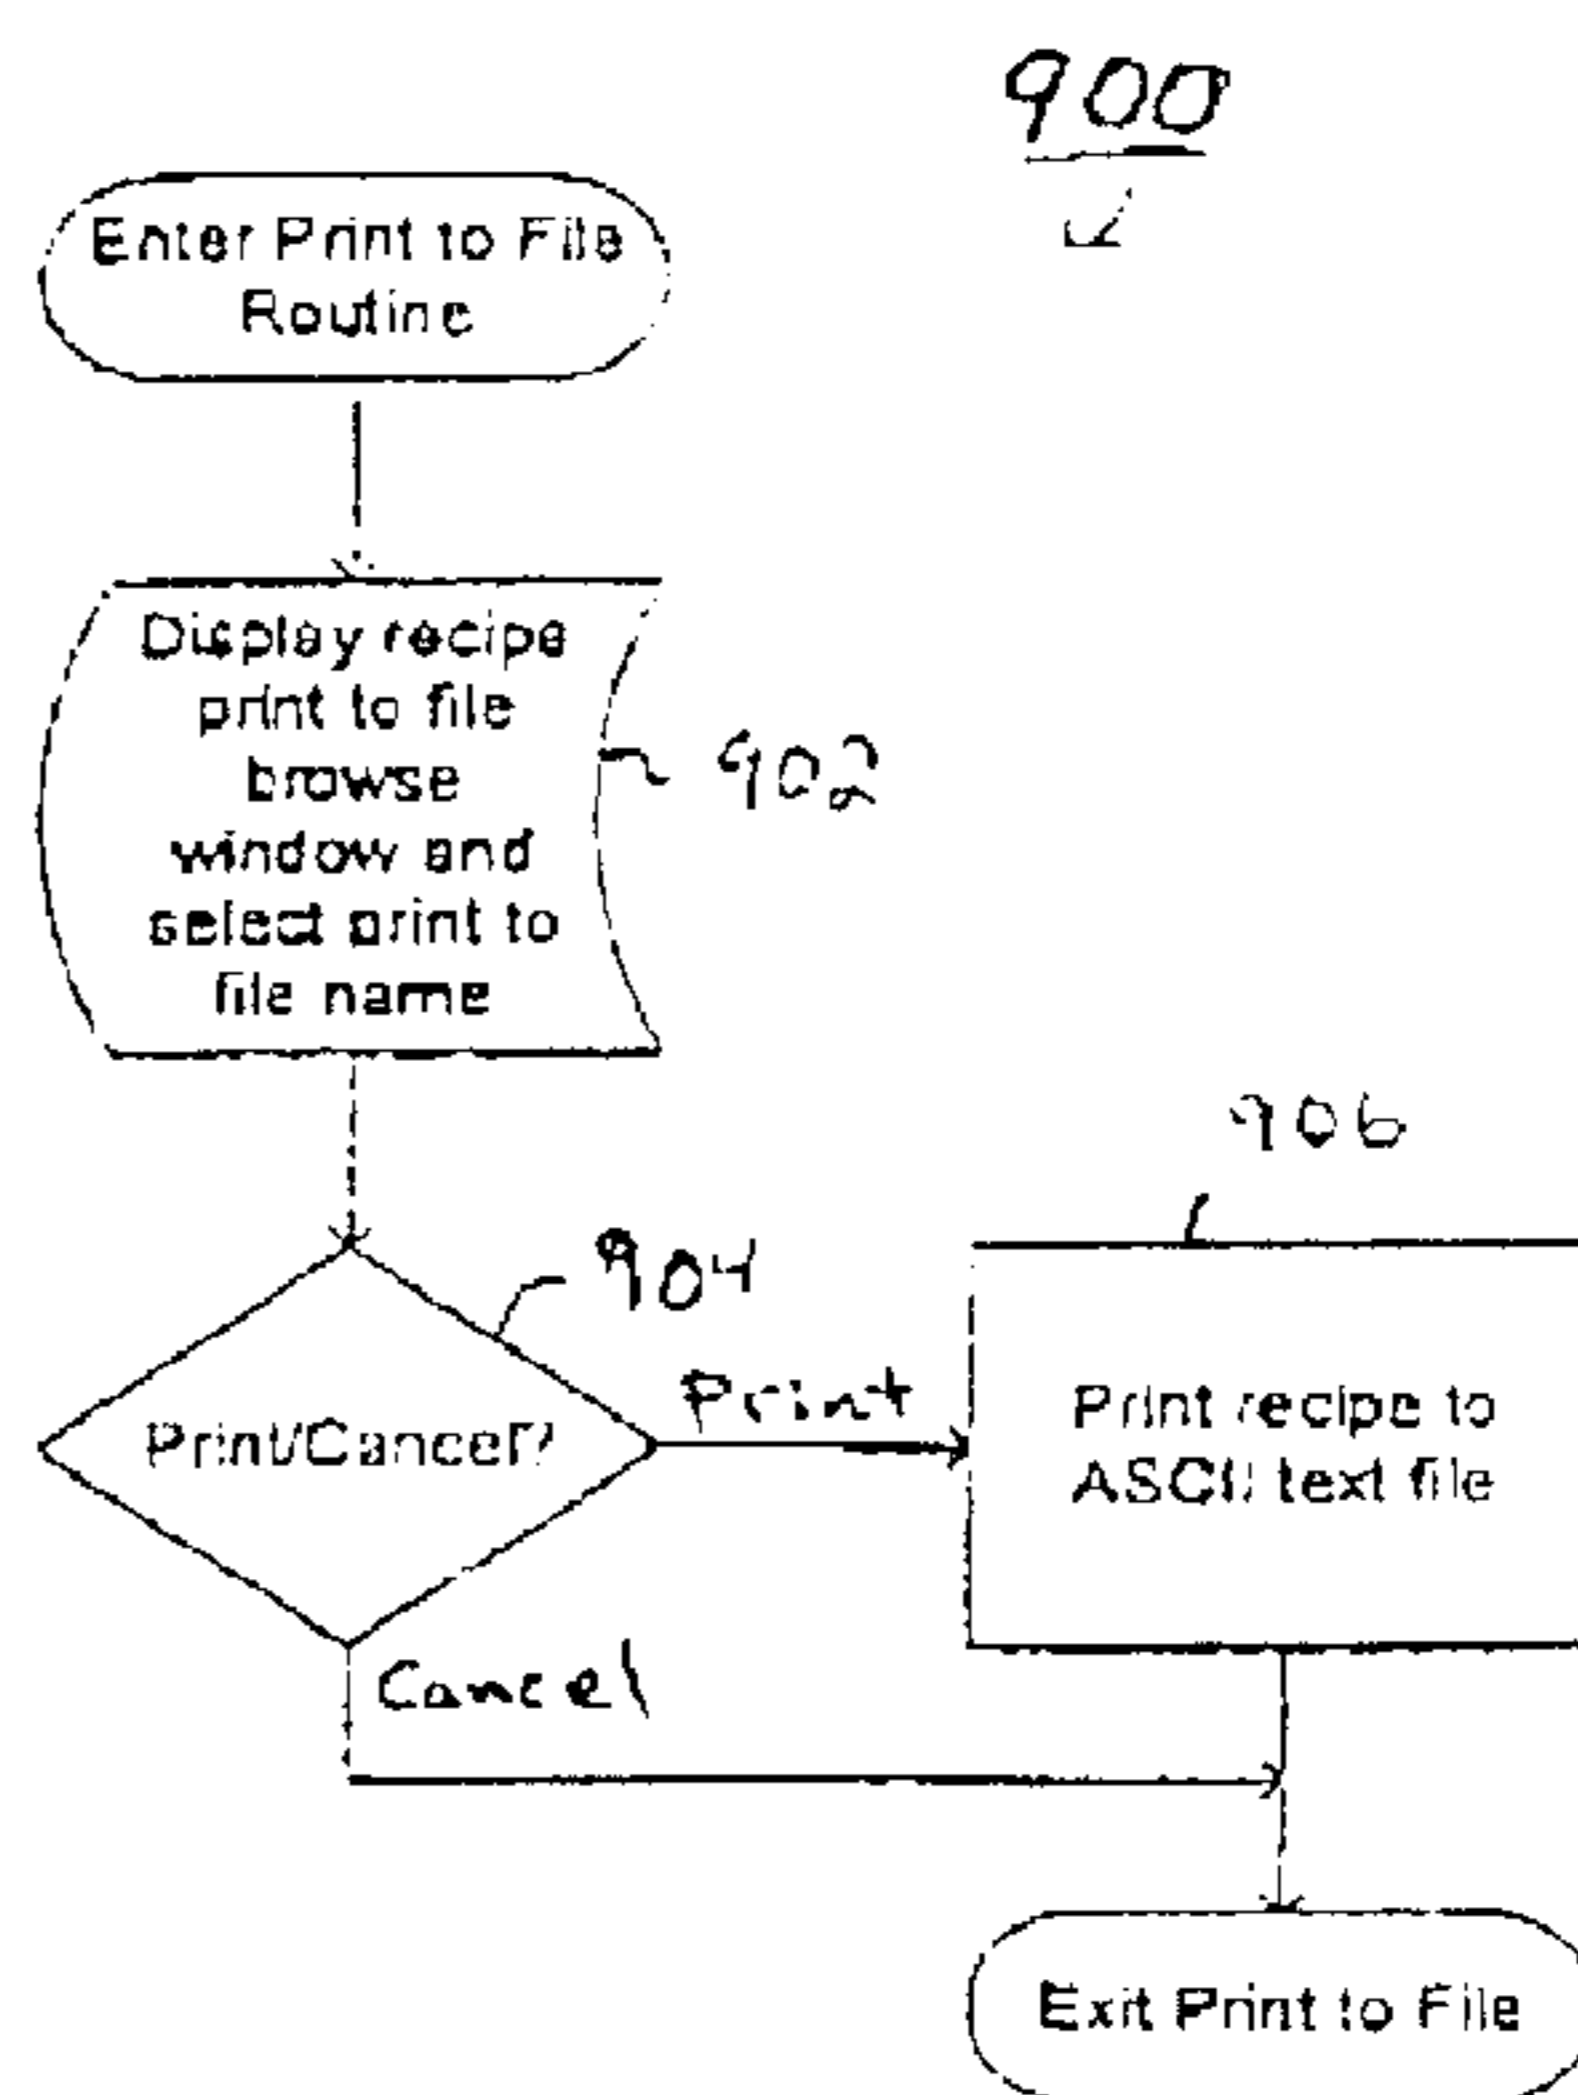 900
Enter Print to File
Routine
Display recipe
print to file
browse
window and
select print to
file name
902
906
904
Print
Print/Cancel?
Print recipe to
ASCII text file
Cancel
Exit Print to File